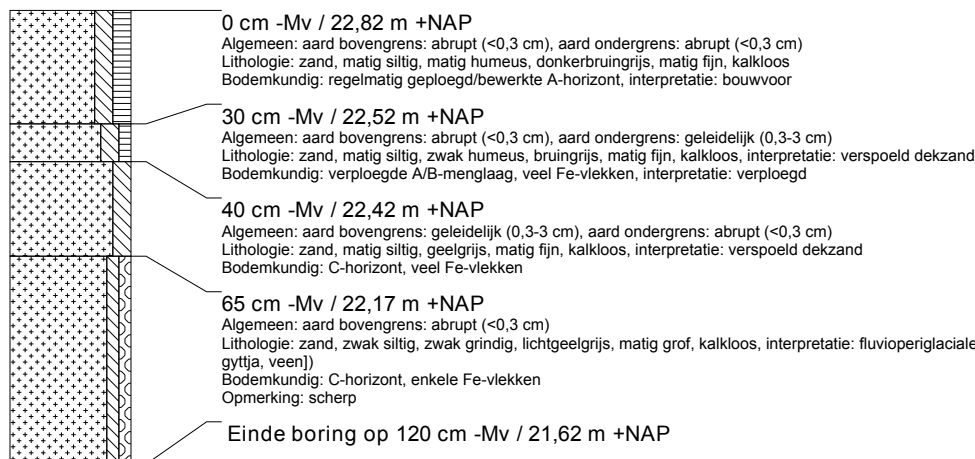 0 cm -Mv / 22,82 m +NAP
Algemeen: aard bovengrens: abrupt (<0,3 cm), aard ondergrens: abrupt (<0,3 cm)
Lithologie: zand, matig siltig, matig humeus, donkerbruingrijs, matig fijn, kalkloos
Bodemkundig: regelmatig geploegd/bewerkte A-horizont, interpretatie: bouwvoor
30 cm -Mv / 22,52 m +NAP
Algemeen: aard bovengrens: abrupt (<0,3 cm), aard ondergrens: geleidelijk (0,3-3 cm)
Lithologie: zand, matig siltig, zwak humeus, bruingrijs, matig fijn, kalkloos, interpretatie: verspoeld dekzand
Bodemkundig: verploegde A/B-menglaag, veel Fe-vlekken, interpretatie: verploegd
40 cm -Mv / 22,42 m +NAP
Algemeen: aard bovengrens: geleidelijk (0,3-3 cm), aard ondergrens: abrupt (<0,3 cm)
Lithologie: zand, matig siltig, geelgrijs, matig fijn, kalkloos, interpretatie: verspoeld dekzand
Bodemkundig: C-horizont, veel Fe-vlekken
65 cm -Mv / 22,17 m +NAP
Algemeen: aard bovengrens: abrupt (<0,3 cm)
Lithologie: zand, zwak siltig, zwak grindig, lichtgeelgrijs, matig grof, kalkloos, interpretatie: fluvioperiglaciale
gyttja, veen])
Bodemkundig: C-horizont, enkele Fe-vlekken
Opmerking: scherp
Einde boring op 120 cm -Mv / 21,62 m +NAP